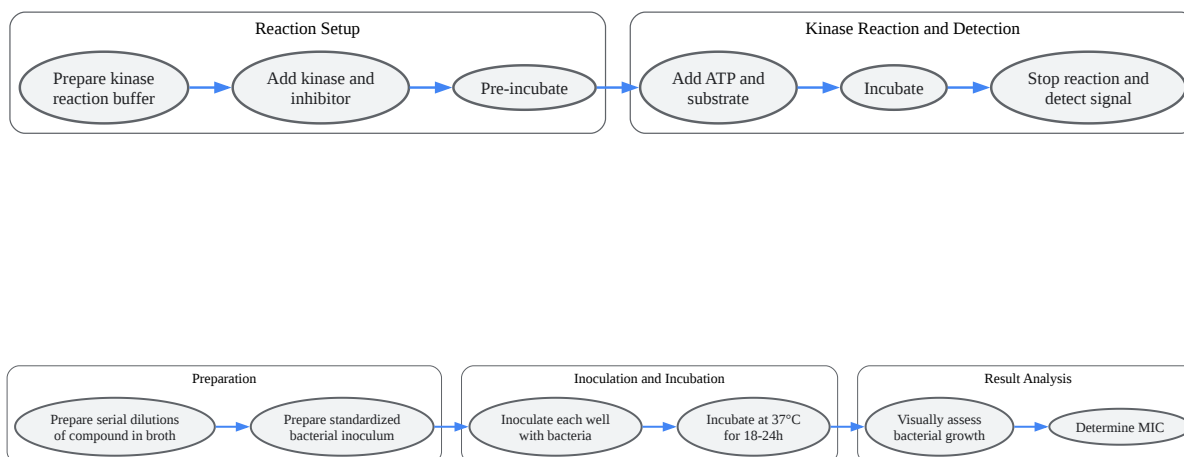 Reaction Setup
Kinase Reaction and Detection
Prepare kinase
reaction buffer
Add kinase and
inhibitor
Pre-incubate
Add ATP and
substrate
Incubate
Stop reaction and
detect signal
Preparation
Inoculation and Incubation
Result Analysis
Prepare serial dilutions
of compound in broth
Prepare standardized
bacterial inoculum
Inoculate each well
with bacteria
Incubate at 37°C
for 18-24h
Visually assess
bacterial growth
Determine MIC